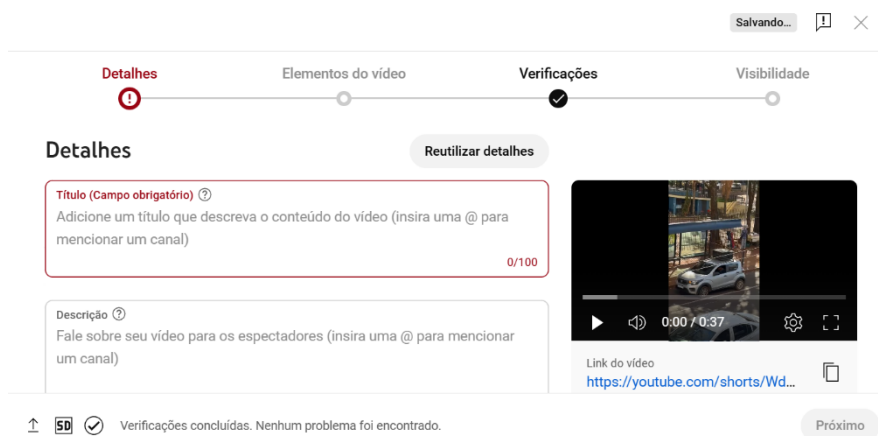 Salvando...
Detalhes
Elementos do vídeo
Verificações
Visibilidade
Detalhes
Reutilizar detalhes
Título (Campo obrigatório)
Adicione um título que descreva o conteúdo do vídeo (insira uma @ para
mencionar um canal)
0/100
Descrição
Fale sobre seu vídeo para os espectadores (insira uma @ para mencionar
um canal)
0:00 / 0:37
Link do vídeo
https://youtube.com/shorts/Wd...
SD
Verificações concluídas. Nenhum problema foi encontrado.
Próximo